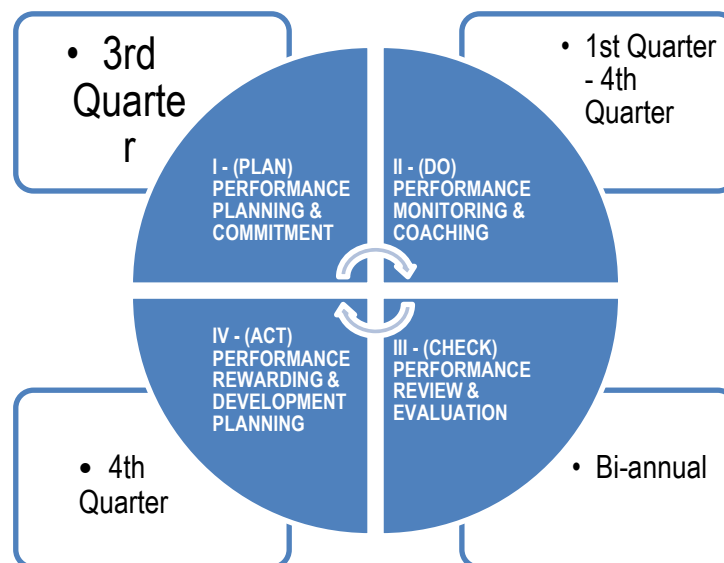 • 3rd
Quarte
r
• 1st Quarter
- 4th
Quarter
I - (PLAN)
PERFORMANCE
PLANNING &
COMMITMENT
II - (DO)
PERFORMANCE
MONITORING &
COACHING
IV - (ACT)
PERFORMANCE
REWARDING &
DEVELOPMENT
PLANNING
III - (CHECK)
PERFORMANCE
REVIEW &
EVALUATION
• 4th
Quarter
• Bi-annual